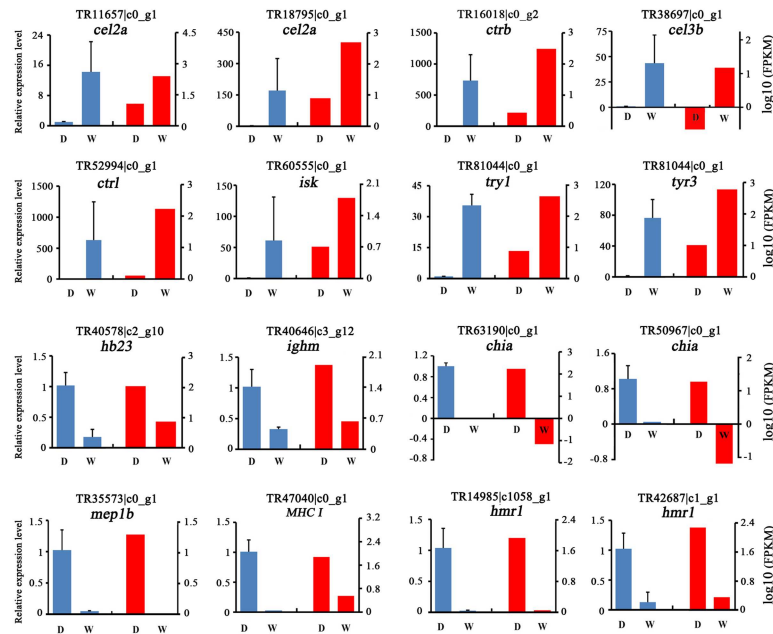 TR11657|c0_g1
cel2a
Relative expression level
24
16
8
0
4.5
3
1.5
0
D W D W
TR18795|c0_g1
cel2a
450
300
150
0
3
2
1
0
D W D W
TR16018|c0_g2
ctrb
1500
1000
500
0
3
2
1
0
D W D W
TR38697|c0_g1
cel3b
75
50
25
0
2
1
0
log10 (FPKM)
D W D W
TR52994|c0_g1
ctrl
Relative expression level
1500
1000
500
0
3
2
1
0
D W D W
TR60555|c0_g1
isk
150
100
50
0
2.1
1.4
0.7
0
D W D W
TR81044|c0_g1
try1
45
30
15
0
3
2
1
0
D W D W
TR81044|c0_g1
tyr3
120
80
40
0
3
2
1
0
log10 (FPKM)
D W D W
TR40578|c2_g10
hb23
Relative expression level
1.5
1
0.5
0
3
2
1
0
D W D W
TR40646|c3_g12
ighm
1.5
1
0.5
0
2.1
1.4
0.7
0
D W D W
TR63190|c0_g1
chia
1.2
0.8
0.4
0
-0.4
-0.8
3
2
1
0
-1
-2
D W D W
TR50967|c0_g1
chia
1.6
0.8
0
-0.8
2
1
0
-1
log10 (FPKM)
D W D W
TR35573|c0_g1
mep1b
Relative expression level
1.5
1
0.5
0
1.5
1
0.5
0
D W D W
TR47040|c0_g1
MHC I
1.5
1
0.5
0
3.2
2.4
1.6
0.8
0
D W D W
TR14985|c1058_g1
hmr1
1.5
1
0.5
0
2.4
1.6
0.8
0
D W D W
TR42687|c1_g1
hmr1
1.5
1
0.5
0
2.4
1.6
0.8
0
log10 (FPKM)
D W D W